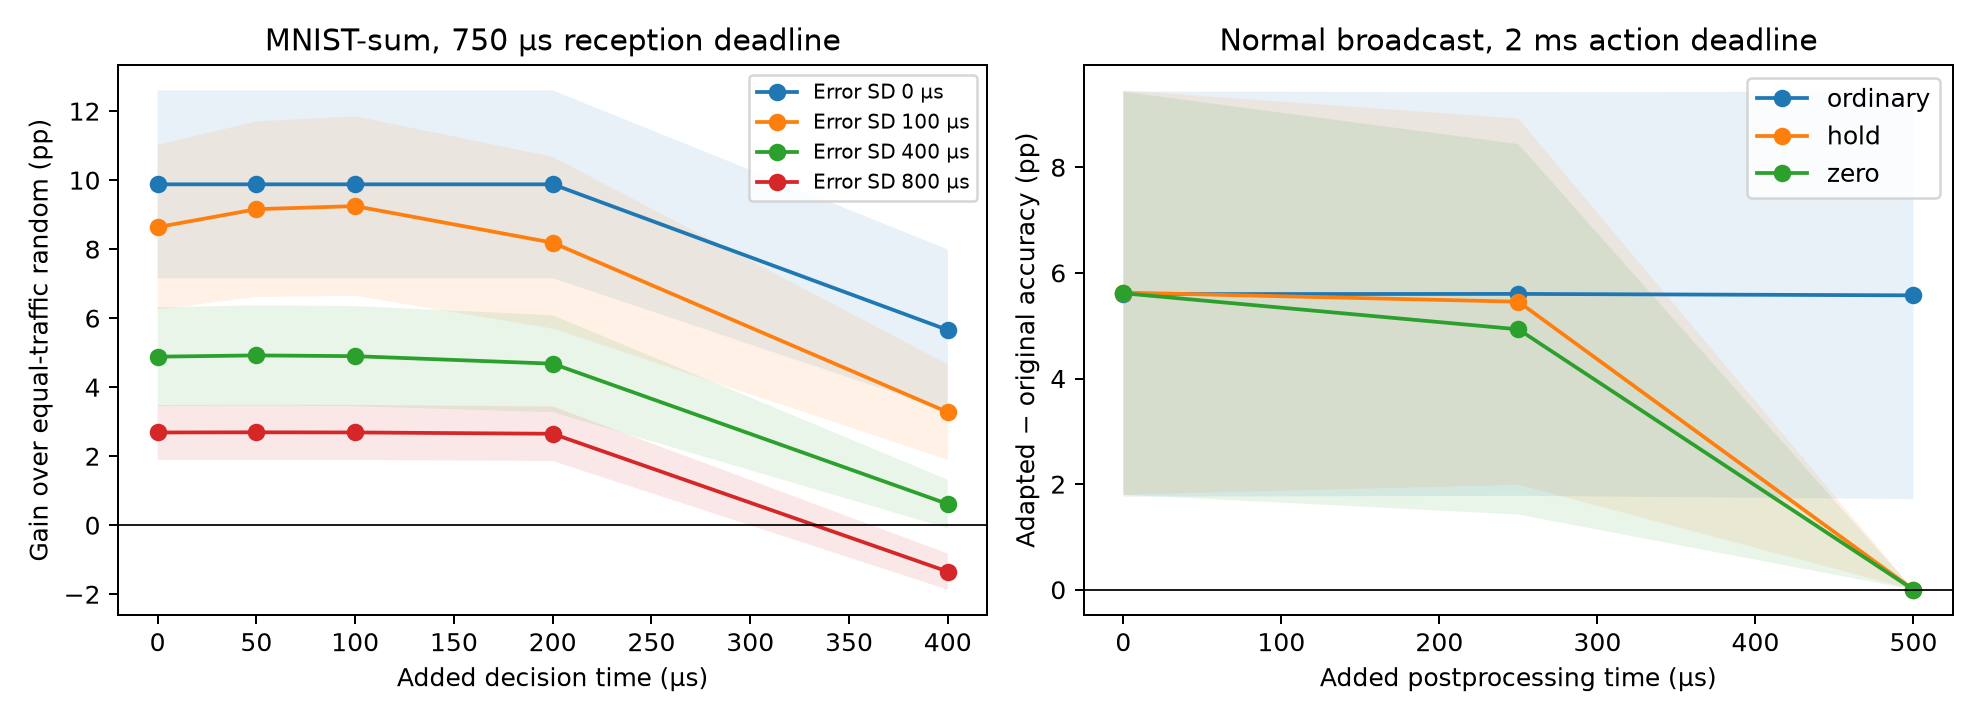 MNIST-sum, 750 µs reception deadline
Gain over equal-traffic random (pp)
12
10
8
6
4
2
0
−2
Error SD 0 µs
Error SD 100 µs
Error SD 400 µs
Error SD 800 µs
0
50
100
150
200
250
300
350
400
Added decision time (µs)
Normal broadcast, 2 ms action deadline
Adapted − original accuracy (pp)
8
6
4
2
0
ordinary
hold
zero
0
100
200
300
400
500
Added postprocessing time (µs)